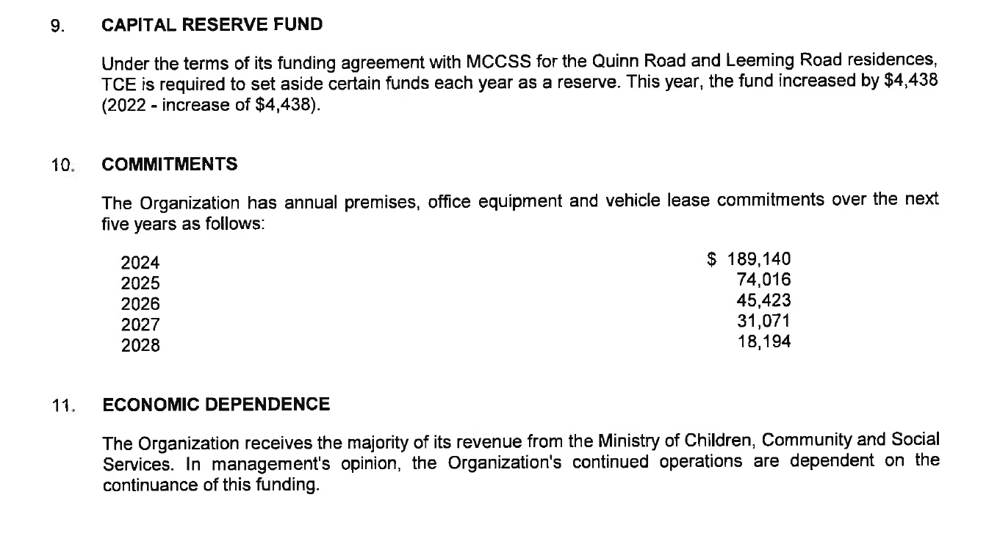 9. CAPITAL RESERVE FUND
Under the terms of its funding agreement with MCCSS for the Quinn Road and Leeming Road residences,
TCE is required to set aside certain funds each year as a reserve. This year, the fund increased by $4,438
(2022 - increase of $4,438).
10. COMMITMENTS
The Organization has annual premises, office equipment and vehicle lease commitments over the next
five years as follows:
2024 $ 189,140
2025 74,016
2026 45,423
2027 31,071
2028 18,194
11. ECONOMIC DEPENDENCE
The Organization receives the majority of its revenue from the Ministry of Children, Community and Social
Services. In management's opinion, the Organization's continued operations are dependent on the
continuance of this funding.